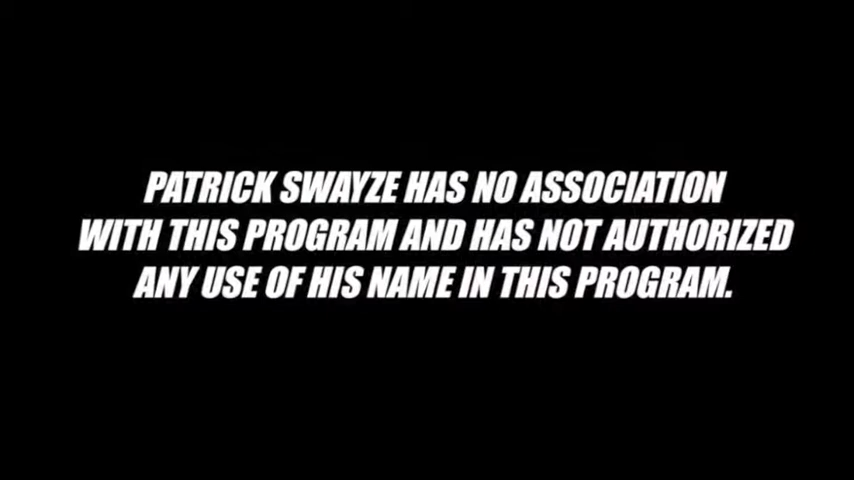 PATRICK SWAYZE HAS NO ASSOCIATION
WITH THIS PROGRAM AND HAS NOT AUTHORIZED
ANY USE OF HIS NAME IN THIS PROGRAM.